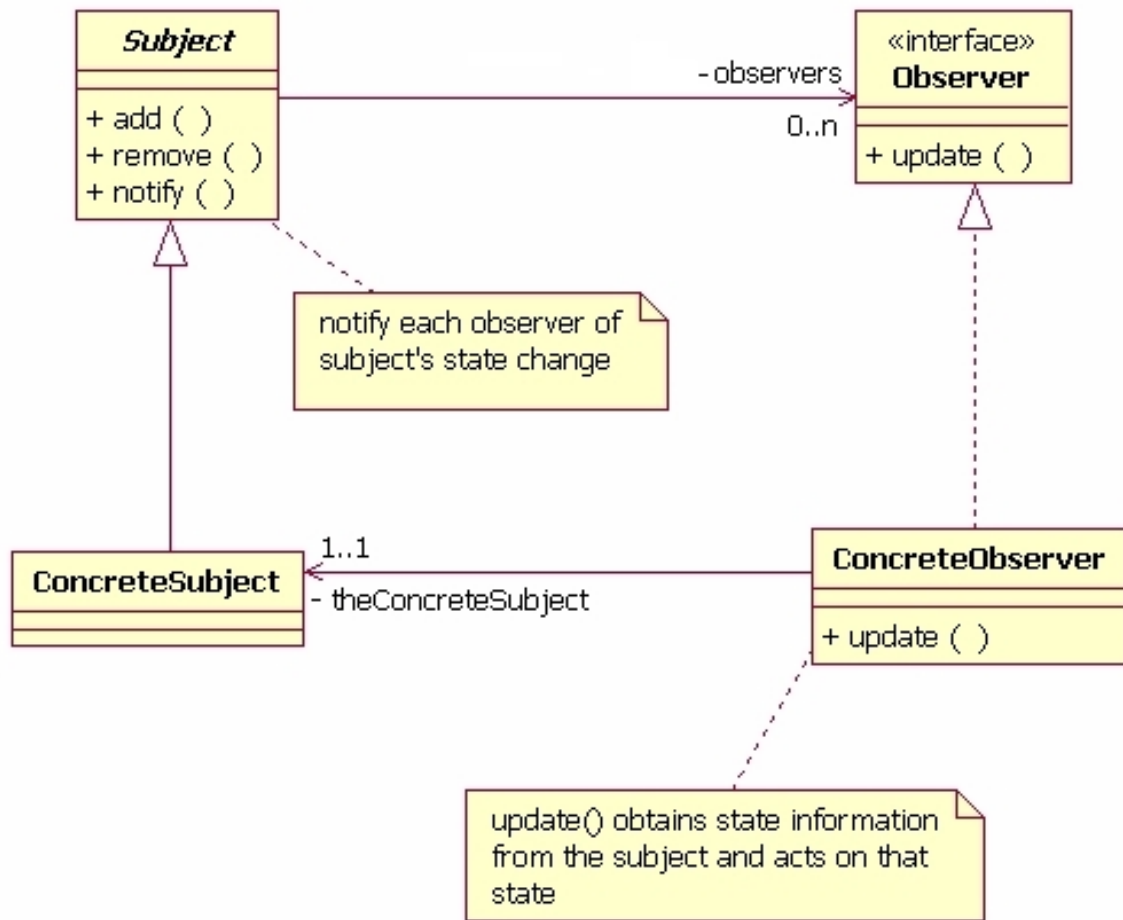 Subject
+ add ( )
+ remove ( )
+ notify ( )
- observers
0..n
«interface»
Observer
+ update ( )
notify each observer of
subject's state change
ConcreteSubject
1..1
- theConcreteSubject
ConcreteObserver
+ update ( )
update() obtains state information
from the subject and acts on that
state